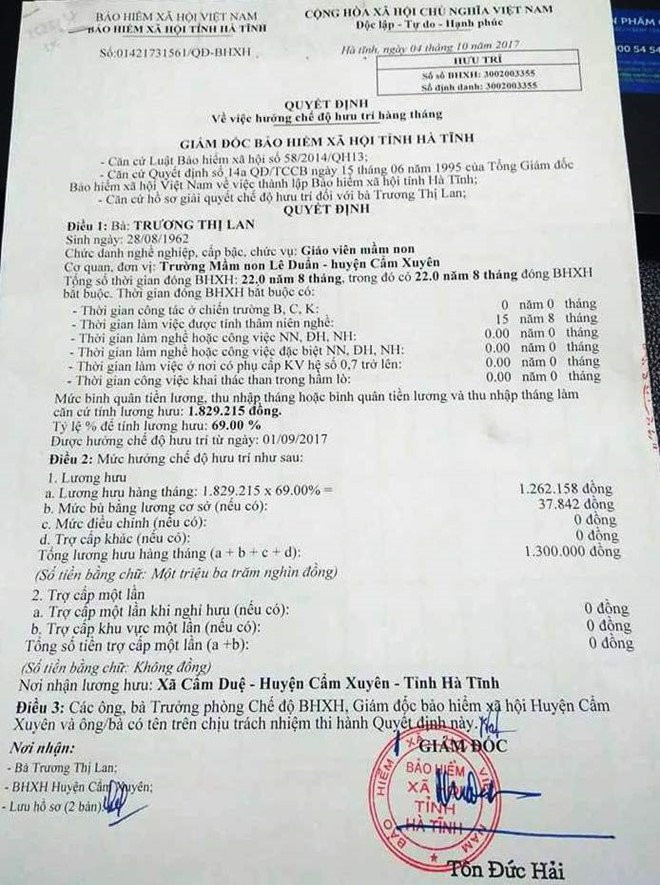 BẢO HIỂM XÃ HỘI VIỆT NAM
BẢO HIỂM XÃ HỘI TỈNH HÀ TĨNH
Số:01421731561/QĐ-BHXH
CỘNG HÒA XÃ HỘI CHỦ NGHĨA VIỆT NAM
Độc lập - Tự do - Hạnh phúc
Hà tĩnh, ngày 04 tháng 10 năm 2017
HƯU TRÍ
Số sổ BHXH: 3002003355
Số định danh: 3002003355
QUYẾT ĐỊNH
Về việc hưởng chế độ hưu trí hàng tháng
GIÁM ĐỐC BẢO HIỂM XÃ HỘI TỈNH HÀ TĨNH
- Căn cứ Luật Bảo hiểm xã hội số 58/2014/QH13;
- Căn cứ Quyết định số 14a QĐ/TCCB ngày 15 tháng 06 năm 1995 của Tổng Giám đốc
Bảo hiểm xã hội Việt Nam về việc thành lập Bảo hiểm xã hội tỉnh Hà Tĩnh;
- Căn cứ hồ sơ giải quyết chế độ hưu trí đối với bà Trương Thị Lan;
QUYẾT ĐỊNH
Điều 1: Bà: TRƯƠNG THỊ LAN
Sinh ngày: 28/08/1962
Chức danh nghề nghiệp, cấp bậc, chức vụ: Giáo viên mầm non
Cơ quan, đơn vị: Trường Mầm non Lê Duẩn - huyện Cẩm Xuyên
Tổng số thời gian đóng BHXH: 22.0 năm 8 tháng, trong đó có 22.0 năm 8 tháng đóng BHXH
bắt buộc. Thời gian đóng BHXH bắt buộc có:
- Thời gian công tác ở chiến trường B, C, K: 0 năm 0 tháng
- Thời gian làm việc được tính thâm niên nghề: 15 năm 8 tháng
- Thời gian làm nghề hoặc công việc NN, ĐH, NH: 0.00 năm 0 tháng
- Thời gian làm nghề hoặc công việc đặc biệt NN, ĐH, NH: 0.00 năm 0 tháng
- Thời gian làm việc ở nơi có phụ cấp KV hệ số 0,7 trở lên: 0.00 năm 0 tháng
- Thời gian công việc khai thác than trong hầm lò: 0.00 năm 0 tháng
Mức bình quân tiền lương, thu nhập tháng hoặc bình quân tiền lương và thu nhập tháng làm
căn cứ tính lương hưu: 1.829.215 đồng.
Tỷ lệ % để tính lương hưu: 69.00 %
Được hưởng chế độ hưu trí từ ngày: 01/09/2017
Điều 2: Mức hưởng chế độ hưu trí như sau:
1. Lương hưu
a. Lương hưu hàng tháng: 1.829.215 x 69.00% = 1.262.158 đồng
b. Mức bù bằng lương cơ sở (nếu có): 37.842 đồng
c. Mức điều chỉnh (nếu có): 0 đồng
d. Trợ cấp khác (nếu có): 0 đồng
Tổng lương hưu hàng tháng (a + b + c + d): 1.300.000 đồng
(Số tiền bằng chữ: Một triệu ba trăm nghìn đồng)
2. Trợ cấp một lần
a. Trợ cấp một lần khi nghỉ hưu (nếu có): 0 đồng
b. Trợ cấp khu vực một lần (nếu có): 0 đồng
Tổng số tiền trợ cấp một lần (a +b): 0 đồng
(Số tiền bằng chữ: Không đồng)
Nơi nhận lương hưu: Xã Cẩm Duệ - Huyện Cẩm Xuyên - Tỉnh Hà Tĩnh
Điều 3: Các ông, bà Trưởng phòng Chế độ BHXH, Giám đốc bảo hiểm xã hội Huyện Cẩm
Xuyên và ông/bà có tên trên chịu trách nhiệm thi hành Quyết định này.
Nơi nhận:
- Bà Trương Thị Lan;
- BHXH Huyện Cẩm Xuyên;
- Lưu hồ sơ (2 bản).
GIÁM ĐỐC
BẢO HIỂM XÃ VIỆT NAM
BẢO HIỂM
XÃ
TỈNH
HÀ TĨNH
Tôn Đức Hải